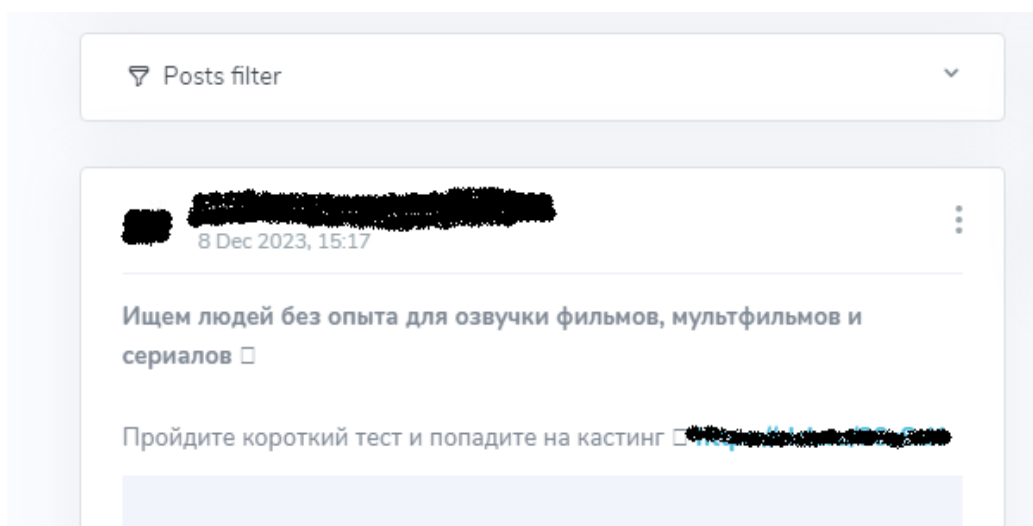 Posts filter
8 Dec 2023, 15:17
Ищем людей без опыта для озвучки фильмов, мультфильмов и
сериалов
Пройдите короткий тест и попадите на кастинг